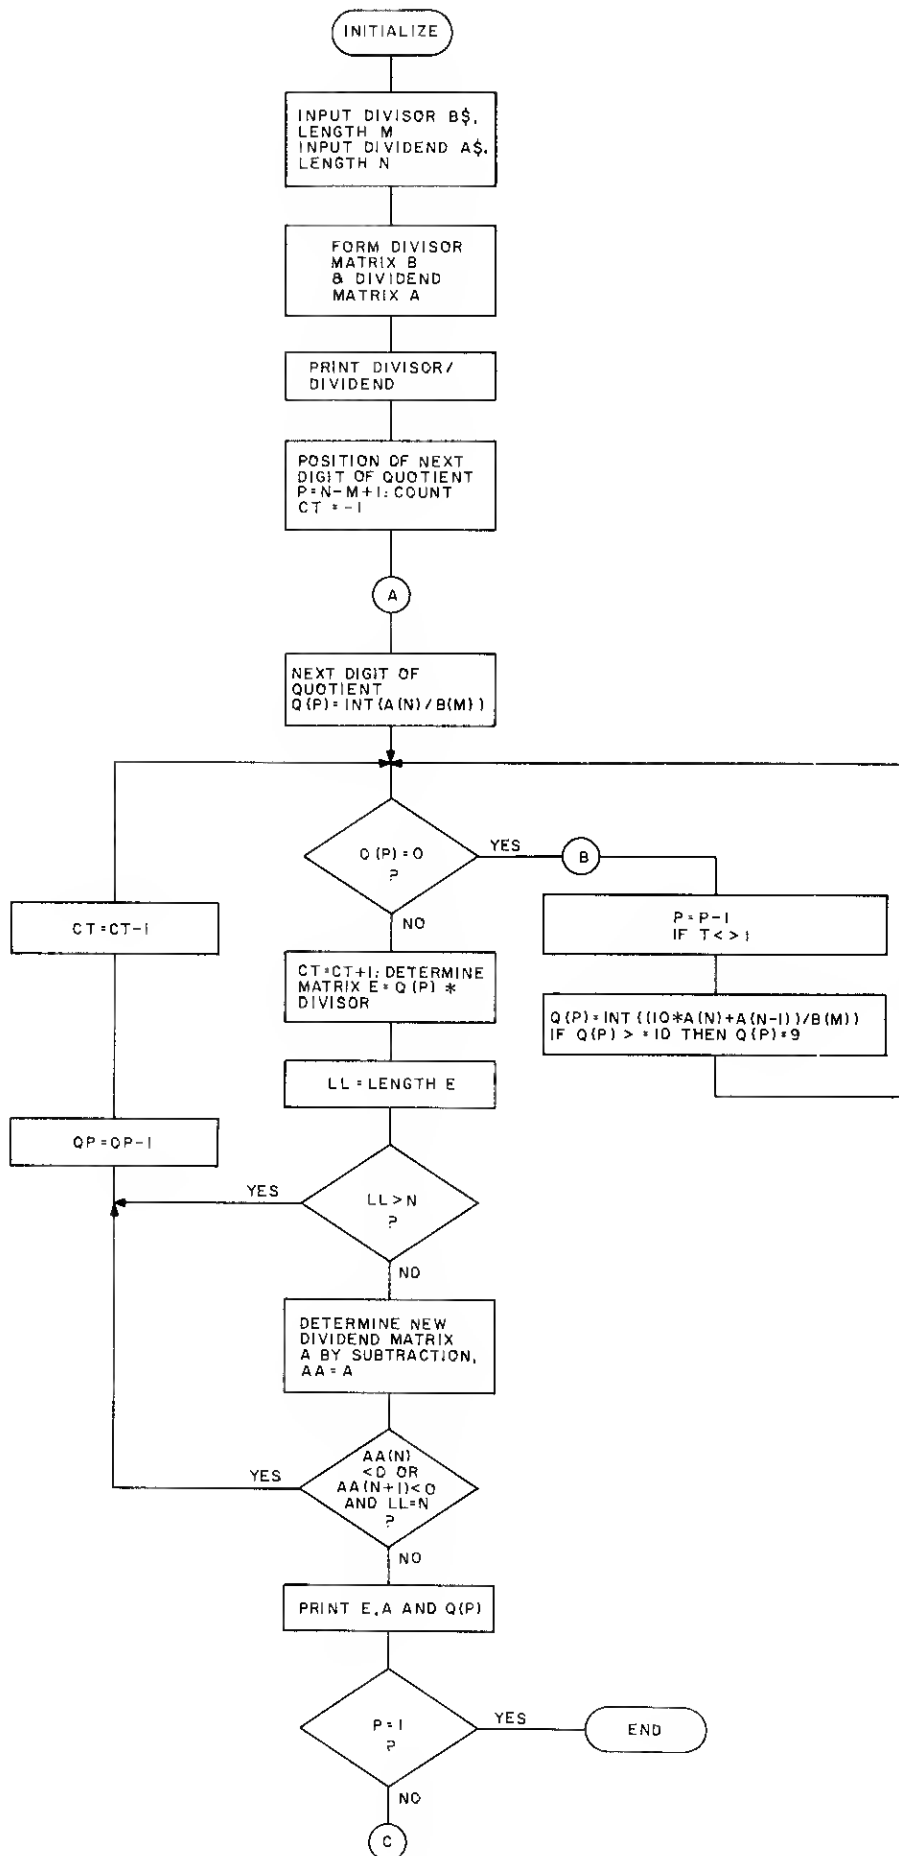 INITIALIZE
INPUT DIVISOR B$,
LENGTH M
INPUT DIVIDEND A$,
LENGTH N
FORM DIVISOR
MATRIX B
& DIVIDEND
MATRIX A
PRINT DIVISOR/
DIVIDEND
POSITION OF NEXT
DIGIT OF QUOTIENT
P=N-M+1: COUNT
CT = -1
A
NEXT DIGIT OF
QUOTIENT
Q(P)=INT(A(N)/B(M))
Q(P)=0
?
YES
B
NO
P=P-1
IF T<>1
Q(P)=INT((10*A(N)+A(N-1))/B(M))
IF Q(P)>=10 THEN Q(P)=9
CT=CT-1
CT=CT+1: DETERMINE
MATRIX E=Q(P) *
DIVISOR
LL=LENGTH E
QP=QP-1
LL>N
?
YES
NO
DETERMINE NEW
DIVIDEND MATRIX
A BY SUBTRACTION,
AA=A
AA(N)
<0 OR
AA(N+1)<0
AND LL=N
?
YES
NO
PRINT E,A AND Q(P)
P=1
?
YES
END
NO
C